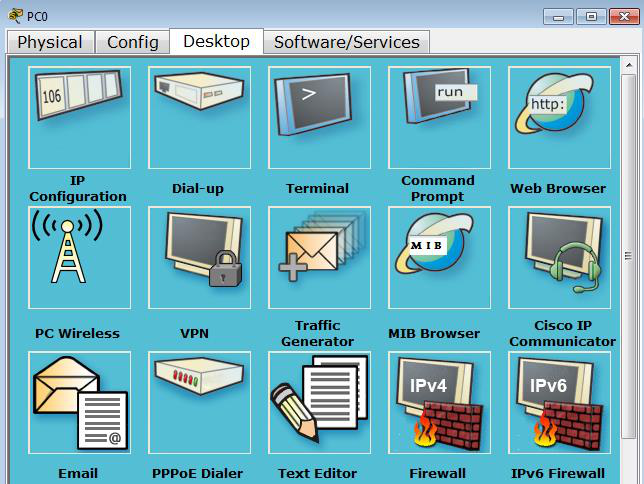 PC0
Physical Config Desktop Software/Services
106 > run http:
IP
Configuration
Dial-up
Terminal
Command
Prompt
Web Browser
MIB
PC Wireless
VPN
Traffic
Generator
MIB Browser
Cisco IP
Communicator
@
IPv4
IPv6
Email
PPPoE Dialer
Text Editor
Firewall
IPv6 Firewall